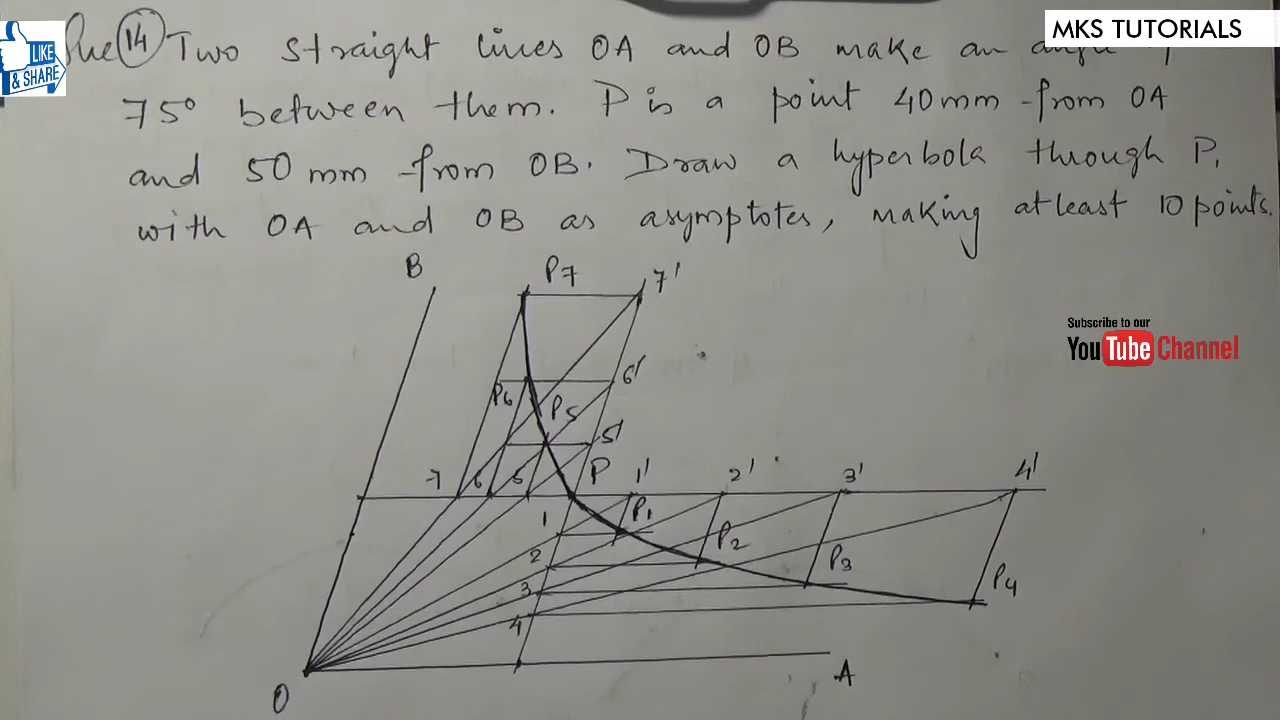 MKS TUTORIALS
LIKE
& SHARE
Que 14 Two straight lines OA and OB make an
75° between them. P is a point 40mm from OA
and 50 mm from OB. Draw a hyperbola through P,
with OA and OB as asymptotes, making atleast 10 points.
B
P7
7'
Subscribe to our
YouTube Channel
P6
6'
P5
5'
7
6
5
P
1'
2'
3'
4'
1
P1
2
P2
3
P3
4
P4
O
A